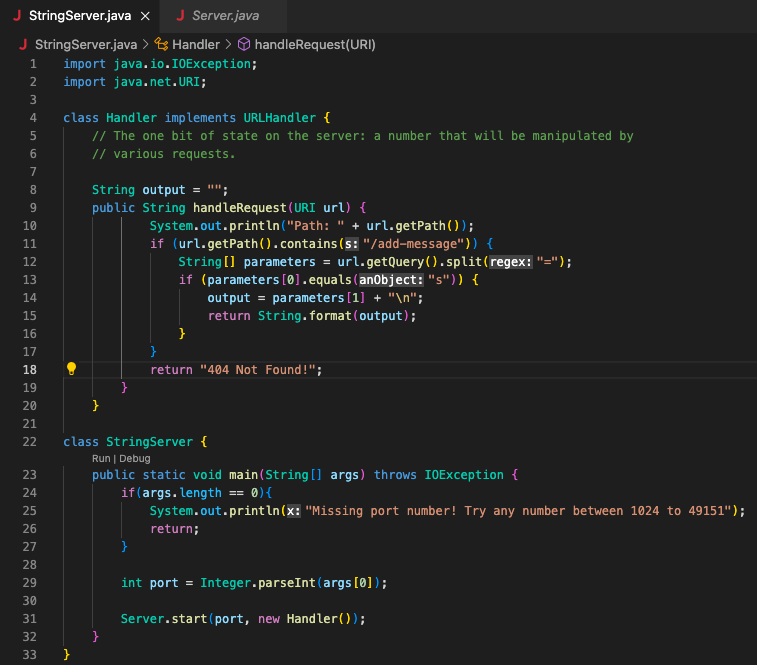 StringServer.java × Server.java
StringServer.java > Handler > handleRequest(URI)
1 import java.io.IOException;
2 import java.net.URI;
3
4 class Handler implements URLHandler {
5 // The one bit of state on the server: a number that will be manipulated by
6 // various requests.
7
8 String output = "";
9 public String handleRequest(URI url) {
10 System.out.println("Path: " + url.getPath());
11 if (url.getPath().contains(s: "/add-message")) {
12 String[] parameters = url.getQuery().split(regex: "=");
13 if (parameters[0].equals(anObject: "s")) {
14 output = parameters[1] + "\n";
15 return String.format(output);
16 }
17 }
18 return "404 Not Found!";
19 }
20 }
21
22 class StringServer {
Run | Debug
23 public static void main(String[] args) throws IOException {
24 if(args.length == 0){
25 System.out.println(x: "Missing port number! Try any number between 1024 to 49151");
26 return;
27 }
28
29 int port = Integer.parseInt(args[0]);
30
31 Server.start(port, new Handler());
32 }
33 }